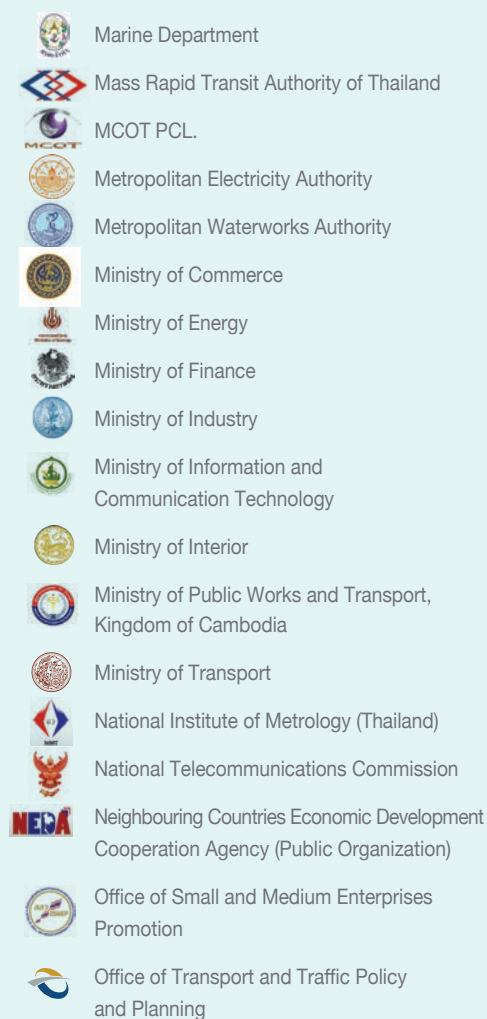 Marine Department
Mass Rapid Transit Authority of Thailand
MCOT
MCOT PCL.
Metropolitan Electricity Authority
Metropolitan Waterworks Authority
Ministry of Commerce
Ministry of Energy
Ministry of Finance
Ministry of Industry
Ministry of Information and
Communication Technology
Ministry of Interior
Ministry of Public Works and Transport,
Kingdom of Cambodia
Ministry of Transport
National Institute of Metrology (Thailand)
National Telecommunications Commission
NEDA
Neighbouring Countries Economic Development
Cooperation Agency (Public Organization)
Office of Small and Medium Enterprises
Promotion
Office of Transport and Traffic Policy
and Planning